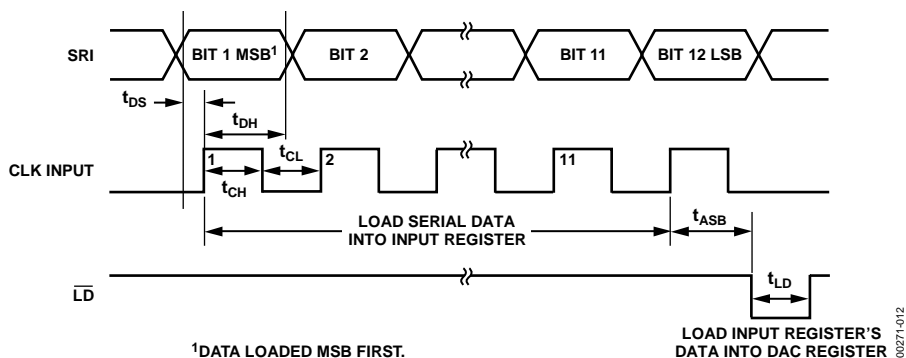 SRI
BIT 1 MSB¹
BIT 2
BIT 11
BIT 12 LSB
tDS
tDH
CLK INPUT
1
tCL
2
11
tCH
LOAD SERIAL DATA
INTO INPUT REGISTER
tASB
LD
tLD
¹DATA LOADED MSB FIRST.
LOAD INPUT REGISTER'S
DATA INTO DAC REGISTER
00271-012